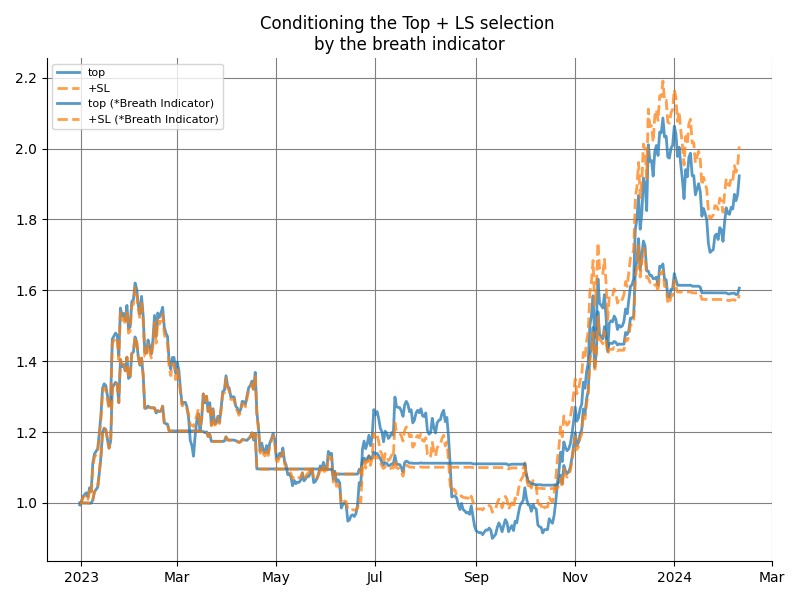 Conditioning the Top + LS selection
by the breath indicator
top
+SL
top (*Breath Indicator)
+SL (*Breath Indicator)
2.2
2.0
1.8
1.6
1.4
1.2
1.0
2023 Mar May Jul Sep Nov 2024 Mar